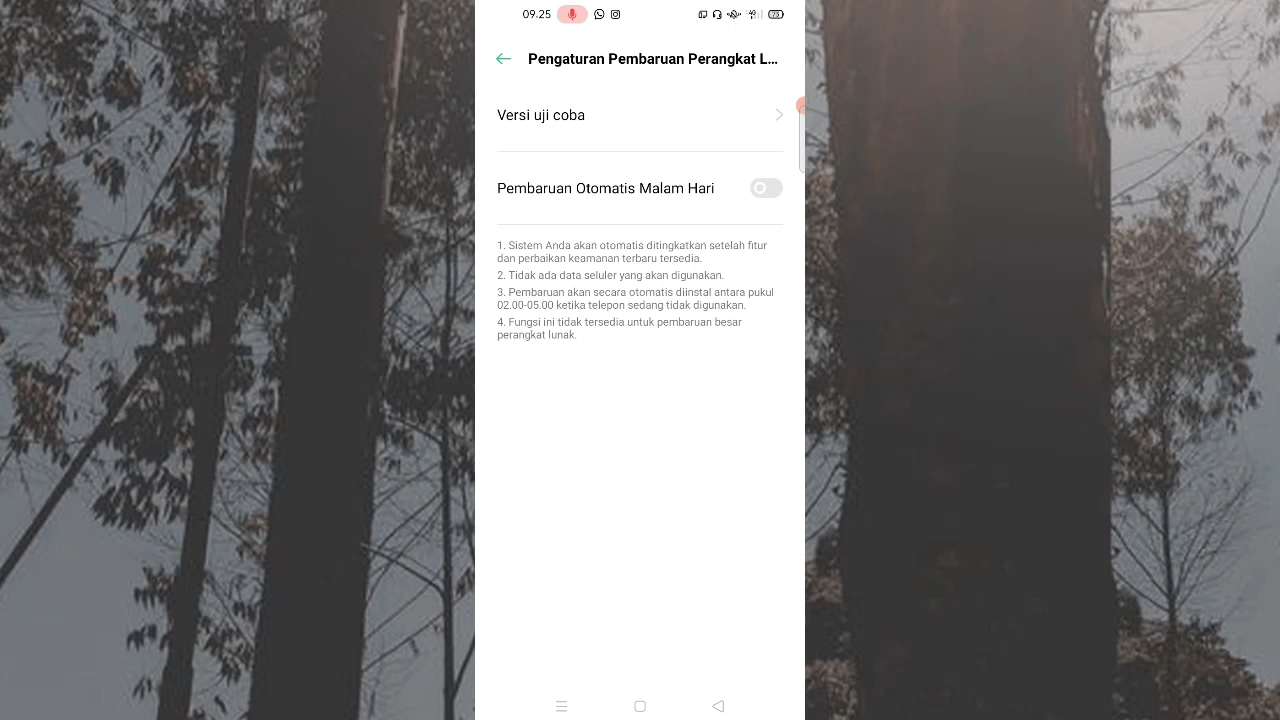 09.25
75
Pengaturan Pembaruan Perangkat L...
Versi uji coba
Pembaruan Otomatis Malam Hari
1. Sistem Anda akan otomatis ditingkatkan setelah fitur
dan perbaikan keamanan terbaru tersedia.
2. Tidak ada data seluler yang akan digunakan.
3. Pembaruan akan secara otomatis diinstal antara pukul
02.00-05.00 ketika telepon sedang tidak digunakan.
4. Fungsi ini tidak tersedia untuk pembaruan besar
perangkat lunak.